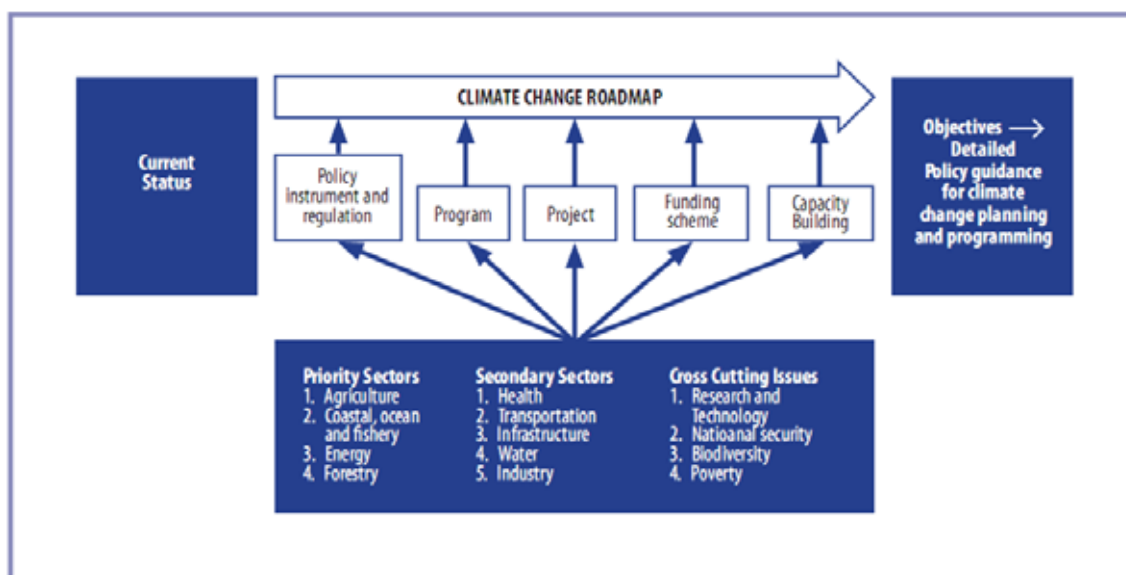 CLIMATE CHANGE ROADMAP
Current
Status
Policy
instrument and
regulation
Program
Project
Funding
scheme
Capacity
Building
Objectives →
Detailed
Policy guidance
for climate
change planning
and programming
Priority Sectors
1. Agriculture
2. Coastal, ocean
and fishery
3. Energy
4. Forestry
Secondary Sectors
1. Health
2. Transportation
3. Infrastructure
4. Water
5. Industry
Cross Cutting Issues
1. Research and
Technology
2. Natioanal security
3. Biodiversity
4. Poverty